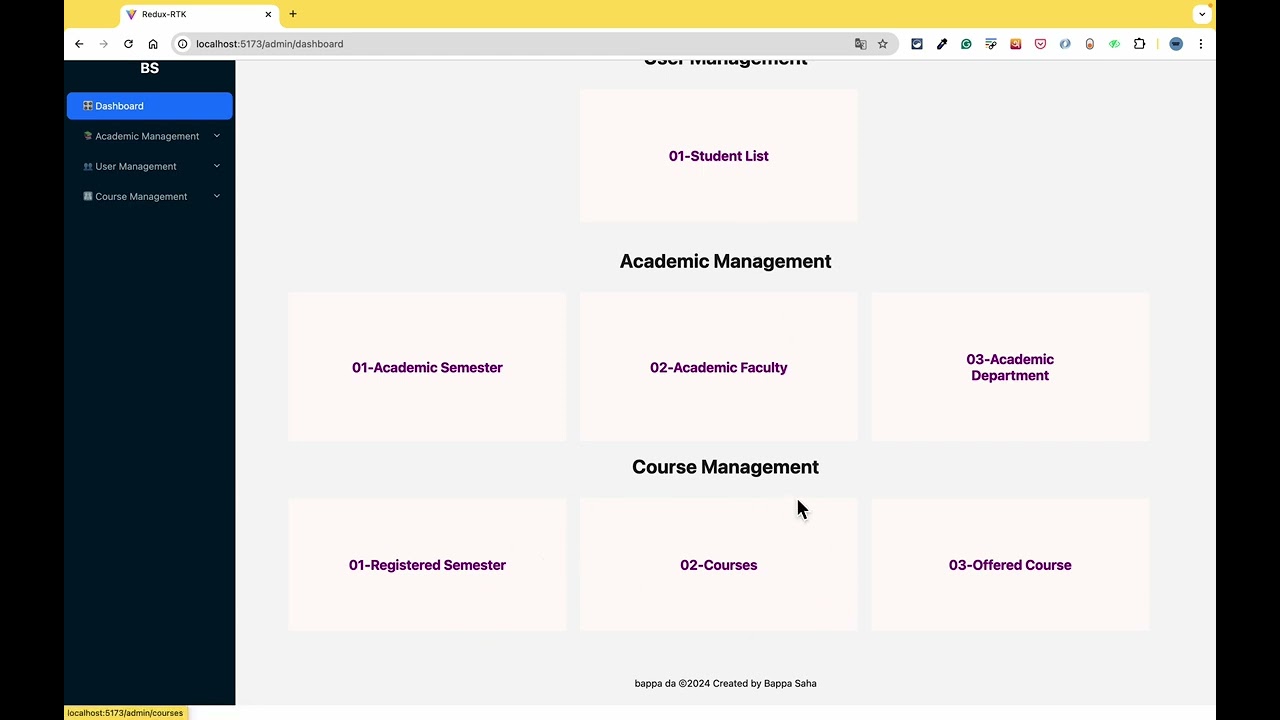 Redux-RTK
localhost:5173/admin/dashboard
BS
Dashboard
Academic Management
User Management
Course Management
User Management
01-Student List
Academic Management
01-Academic Semester
02-Academic Faculty
03-Academic
Department
Course Management
01-Registered Semester
02-Courses
03-Offered Course
bappa da ©2024 Created by Bappa Saha
localhost:5173/admin/courses